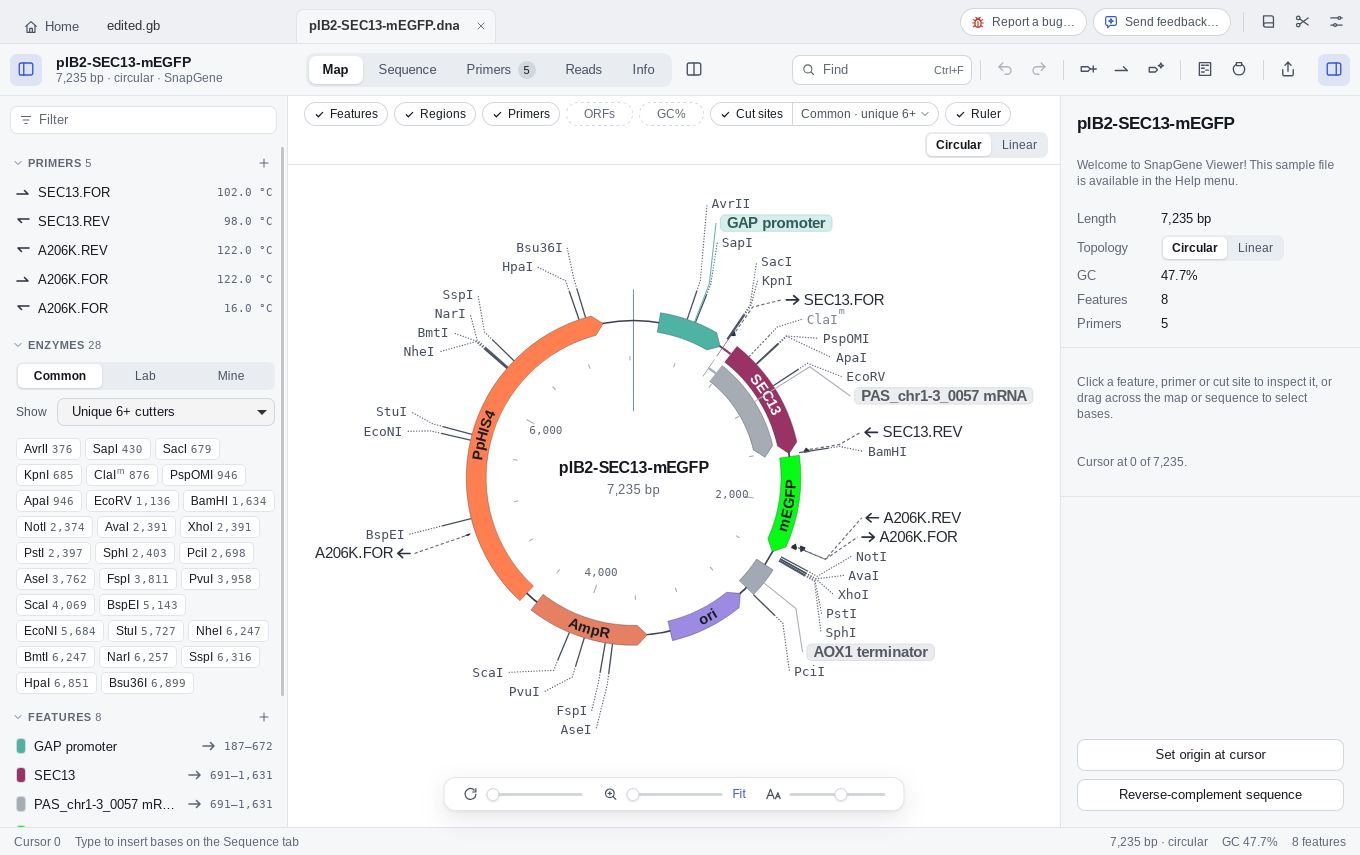 Home
edited.gb
pIB2-SEC13-mEGFP.dna
Report a bug…
Send feedback…
pIB2-SEC13-mEGFP
7,235 bp · circular · SnapGene
Map
Sequence
Primers 5
Reads
Info
Find
Ctrl+F
Filter
PRIMERS 5
SEC13.FOR 102.0 °C
SEC13.REV 98.0 °C
A206K.REV 122.0 °C
A206K.FOR 122.0 °C
A206K.FOR 16.0 °C
ENZYMES 28
Common Lab Mine
Show Unique 6+ cutters
AvrII 376 SapI 430 SacI 679
KpnI 685 ClaIm 876 PspOMI 946
ApaI 946 EcoRV 1,136 BamHI 1,634
NotI 2,374 AvaI 2,391 XhoI 2,391
PstI 2,397 SphI 2,403 PciI 2,698
AseI 3,762 FspI 3,811 PvuI 3,958
ScaI 4,069 BspEI 5,143
EcoNI 5,684 StuI 5,727 NheI 6,247
BmtI 6,247 NarI 6,257 SspI 6,316
HpaI 6,851 Bsu36I 6,899
FEATURES 8
GAP promoter 187–672
SEC13 691–1,631
PAS_chr1-3_0057 mR… 691–1,631
Features
Regions
Primers
ORFs
GC%
Cut sites
Common · unique 6+
Ruler
Circular Linear
AvrII
GAP promoter
SapI
SacI
KpnI
SEC13.FOR
ClaIm
PspOMI
ApaI
EcoRV
PAS_chr1-3_0057 mRNA
SEC13.REV
BamHI
A206K.REV
A206K.FOR
NotI
AvaI
XhoI
PstI
SphI
AOX1 terminator
PciI
Bsu36I
HpaI
SspI
NarI
BmtI
NheI
StuI
EcoNI
BspEI
A206K.FOR
ScaI
PvuI
FspI
AseI
SEC13
mEGFP
ori
AmpR
PpHIS4
6,000
2,000
4,000
pIB2-SEC13-mEGFP
7,235 bp
Fit
pIB2-SEC13-mEGFP
Welcome to SnapGene Viewer! This sample file
is available in the Help menu.
Length 7,235 bp
Topology Circular Linear
GC 47.7%
Features 8
Primers 5
Click a feature, primer or cut site to inspect it, or
drag across the map or sequence to select
bases.
Cursor at 0 of 7,235.
Set origin at cursor
Reverse-complement sequence
Cursor 0 Type to insert bases on the Sequence tab
7,235 bp · circular GC 47.7% 8 features